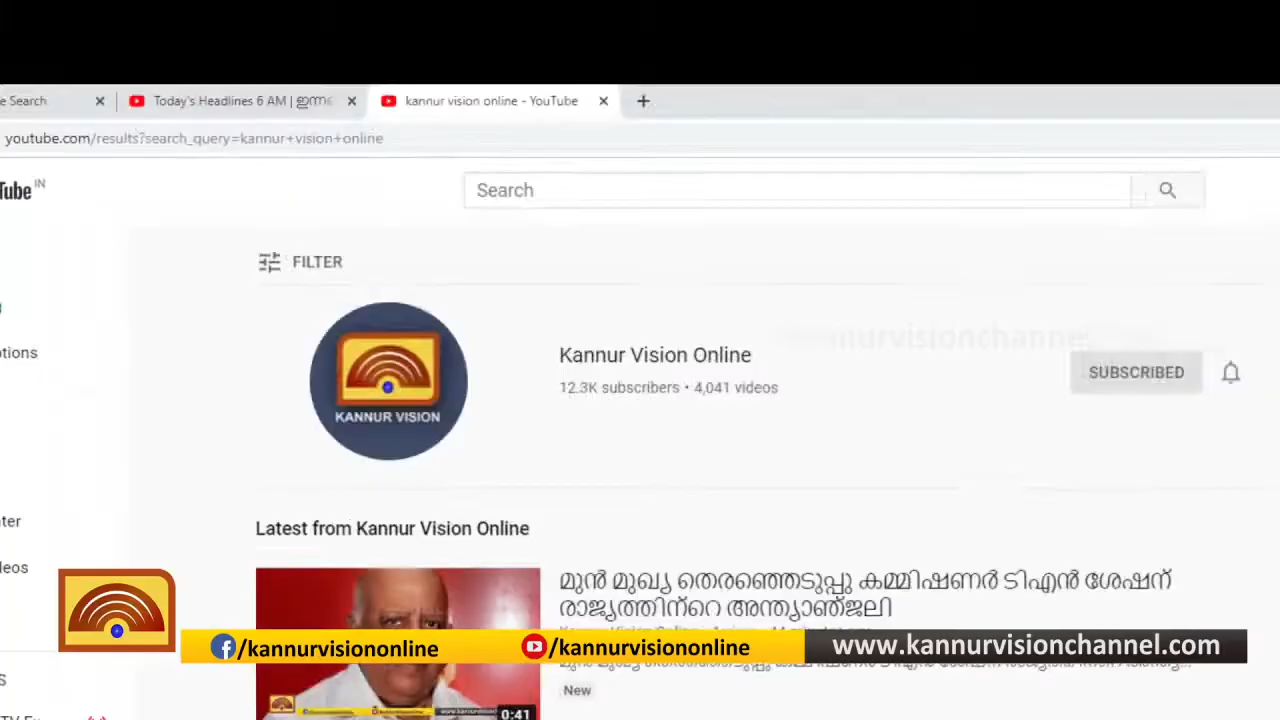 e Search
Today's Headlines 6 AM | ഇന്നത്
kannur vision online - YouTube
youtube.com/results?search_query=kannur+vision+online
Tube IN
Search
FILTER
KANNUR VISION
Kannur Vision Online
12.3K subscribers • 4,041 videos
SUBSCRIBED
Latest from Kannur Vision Online
മുൻ മുഖ്യ തെരഞ്ഞെടുപ്പു കമ്മിഷണർ ടിഎൻ ശേഷന്
രാജ്യത്തിന്റെ അന്ത്യാഞ്ജലി
New
0:41
/kannurvisiononline
/kannurvisiononline
www.kannurvisionchannel.com